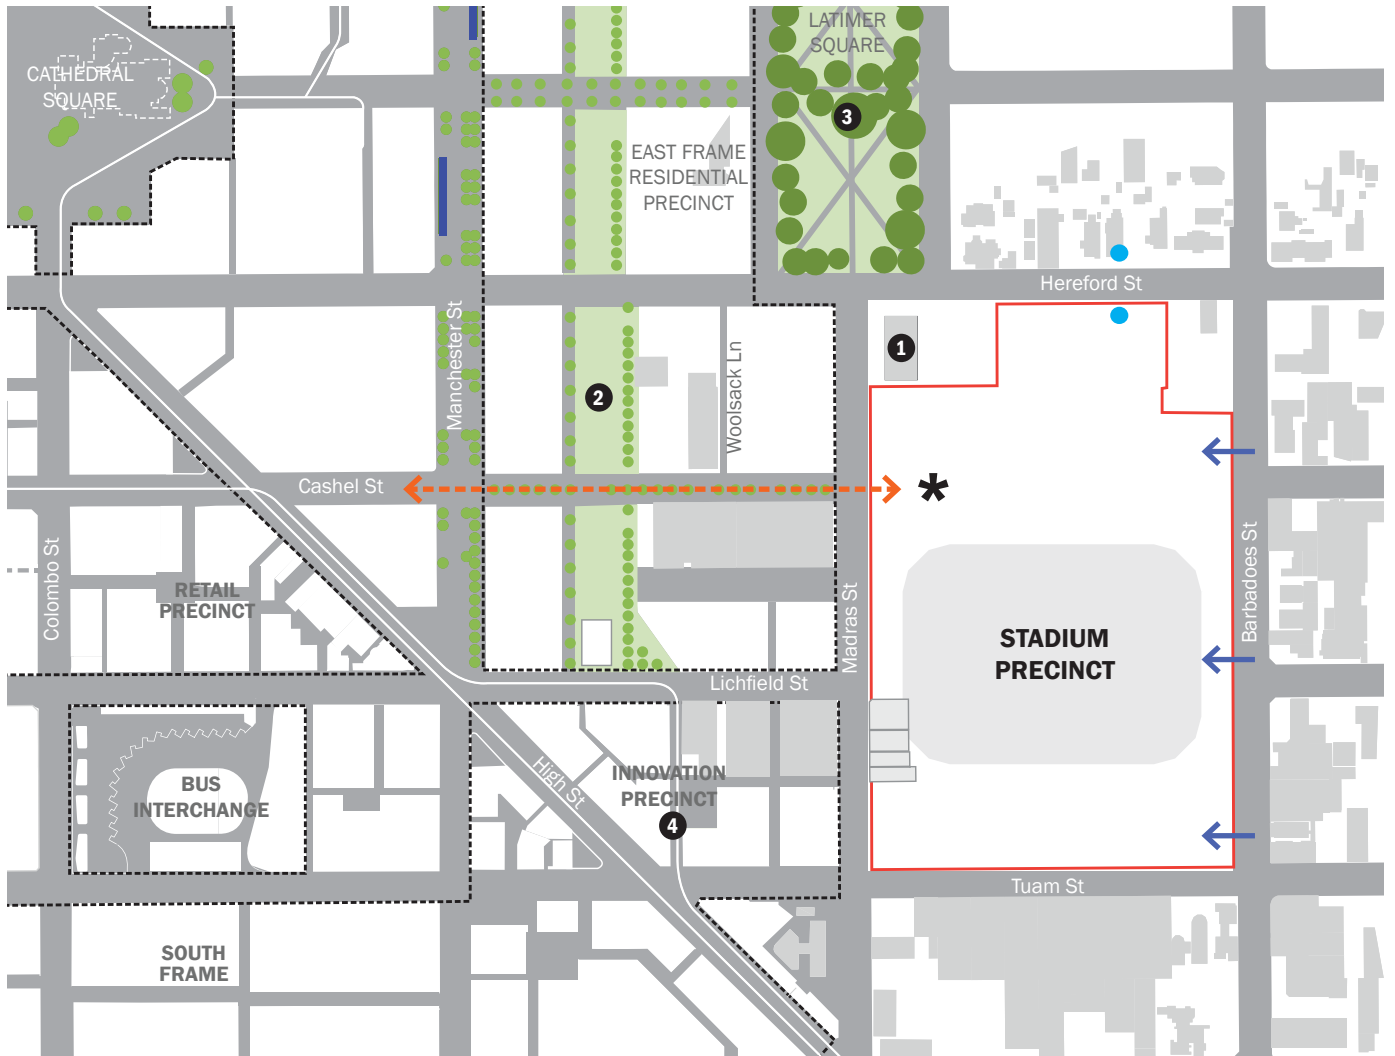 LATIMER
SQUARE
CATHEDRAL
SQUARE
3
EAST FRAME
RESIDENTIAL
PRECINCT
Hereford St
Manchester St
1
Woolsack Ln
2
Cashel St
*
Colombo St
Barbadoes St
RETAIL
PRECINCT
Madras St
STADIUM
PRECINCT
Lichfield St
High St
INNOVATION
PRECINCT
BUS
INTERCHANGE
4
Tuam St
SOUTH
FRAME